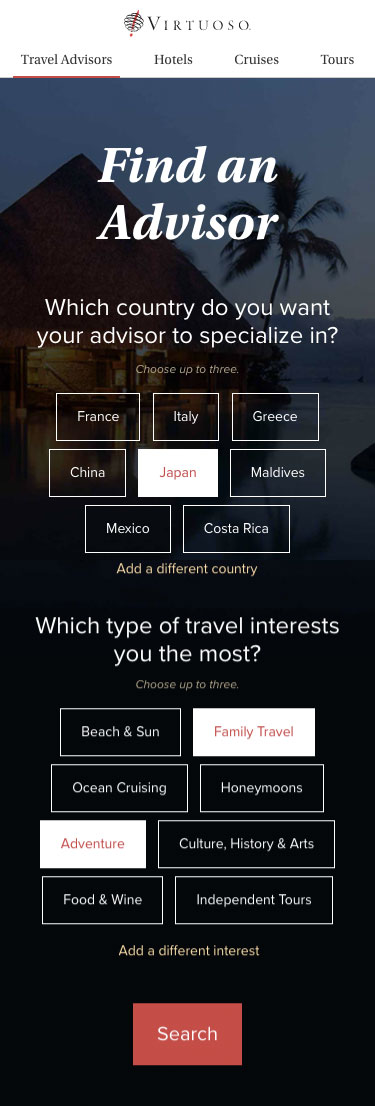 VIRTUOSO.
Travel Advisors Hotels Cruises Tours
Find an
Advisor
Which country do you want
your advisor to specialize in?
Choose up to three.
France Italy Greece
China Japan Maldives
Mexico Costa Rica
Add a different country
Which type of travel interests
you the most?
Choose up to three.
Beach & Sun Family Travel
Ocean Cruising Honeymoons
Adventure Culture, History & Arts
Food & Wine Independent Tours
Add a different interest
Search